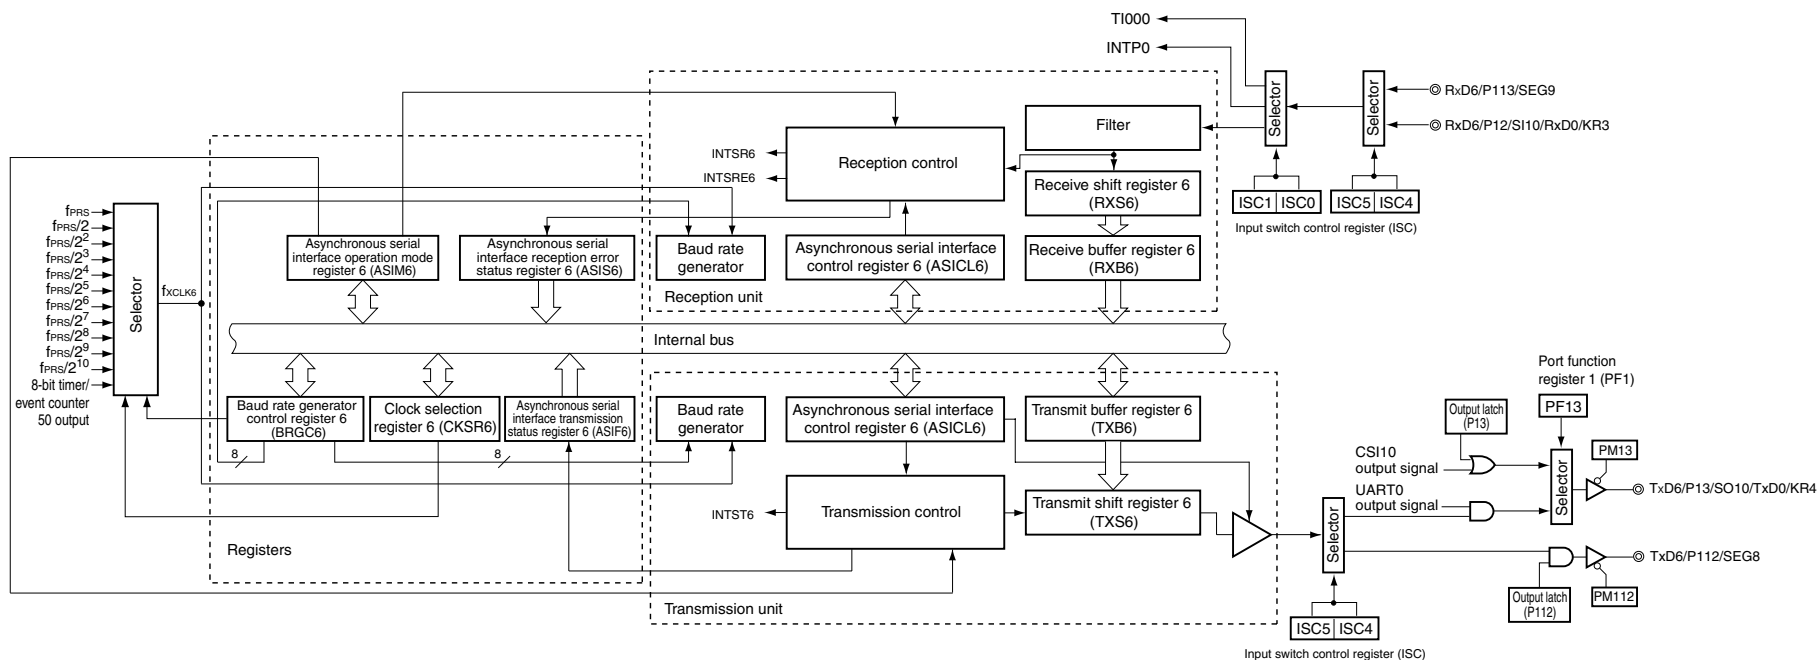 TI000
INTP0
RxD6/P113/SEG9
RxD6/P12/SI10/RxD0/KR3
Selector
Selector
ISC1 ISC0
ISC5 ISC4
Input switch control register (ISC)
Filter
Reception control
INTSR6
INTSRE6
Receive shift register 6
(RXS6)
Receive buffer register 6
(RXB6)
Asynchronous serial interface
control register 6 (ASICL6)
Baud rate
generator
Reception unit
Asynchronous serial
interface operation mode
register 6 (ASIM6)
Asynchronous serial
interface reception error
status register 6 (ASIS6)
fPRS
fPRS/2
fPRS/2²
fPRS/2³
fPRS/2⁴
fPRS/2⁵
fPRS/2⁶
fPRS/2⁷
fPRS/2⁸
fPRS/2⁹
fPRS/2¹⁰
8-bit timer/
event counter
50 output
Selector
fXCLK6
Internal bus
Baud rate generator
control register 6
(BRGC6)
Clock selection
register 6 (CKSR6)
Asynchronous serial
interface transmission
status register 6 (ASIF6)
8
8
Registers
Baud rate
generator
Asynchronous serial interface
control register 6 (ASICL6)
Transmit buffer register 6
(TXB6)
INTST6
Transmission control
Transmit shift register 6
(TXS6)
Transmission unit
Selector
ISC5 ISC4
Input switch control register (ISC)
Port function
register 1 (PF1)
PF13
Output latch
(P13)
CSI10
output signal
UART0
output signal
Selector
PM13
TxD6/P13/SO10/TxD0/KR4
TxD6/P112/SEG8
Output latch
(P112)
PM112